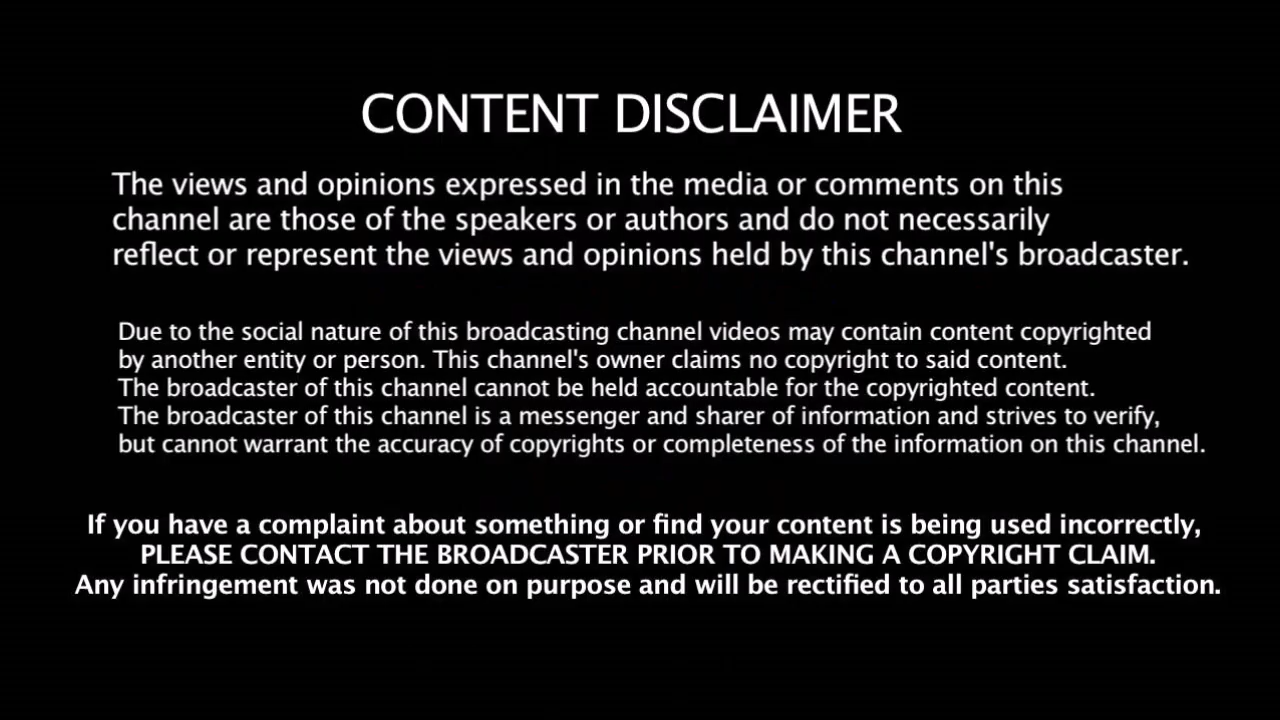 CONTENT DISCLAIMER
The views and opinions expressed in the media or comments on this
channel are those of the speakers or authors and do not necessarily
reflect or represent the views and opinions held by this channel's broadcaster.
Due to the social nature of this broadcasting channel videos may contain content copyrighted
by another entity or person. This channel's owner claims no copyright to said content.
The broadcaster of this channel cannot be held accountable for the copyrighted content.
The broadcaster of this channel is a messenger and sharer of information and strives to verify,
but cannot warrant the accuracy of copyrights or completeness of the information on this channel.
If you have a complaint about something or find your content is being used incorrectly,
PLEASE CONTACT THE BROADCASTER PRIOR TO MAKING A COPYRIGHT CLAIM.
Any infringement was not done on purpose and will be rectified to all parties satisfaction.